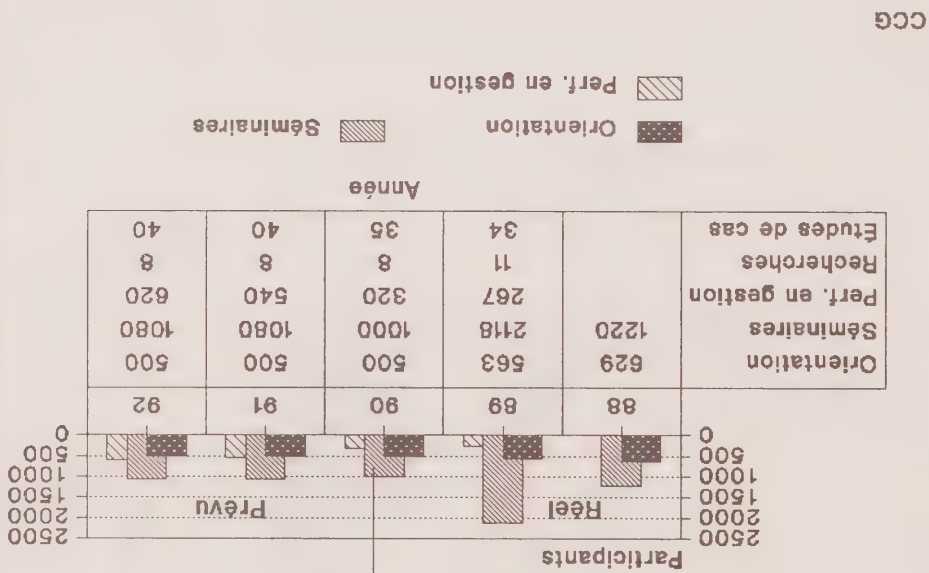 Participants
2500 2500
2000 2000
1500 Réel Prévu 1500
1000 1000
500 500
0 0
88 89 90 91 92
Orientation 629 563 500 500 500
Séminaires 1220 2118 1000 1080 1080
Perf. en gestion 267 320 540 620
Recherches 11 8 8 8
Études de cas 34 35 40 40
Année
Orientation Séminaires
Perf. en gestion
CCG